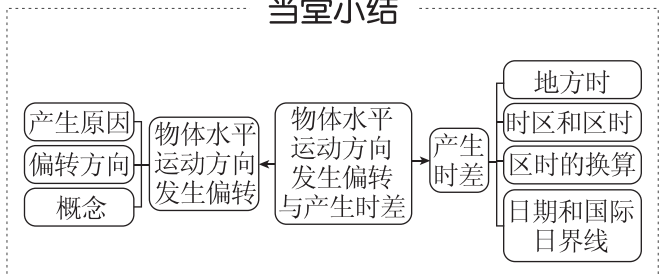 当堂小结
产生原因
偏转方向
概念
物体水平
运动方向
发生偏转
物体水平
运动方向
发生偏转
与产生时差
产生
时差
地方时
时区和区时
区时的换算
日期和国际
日界线